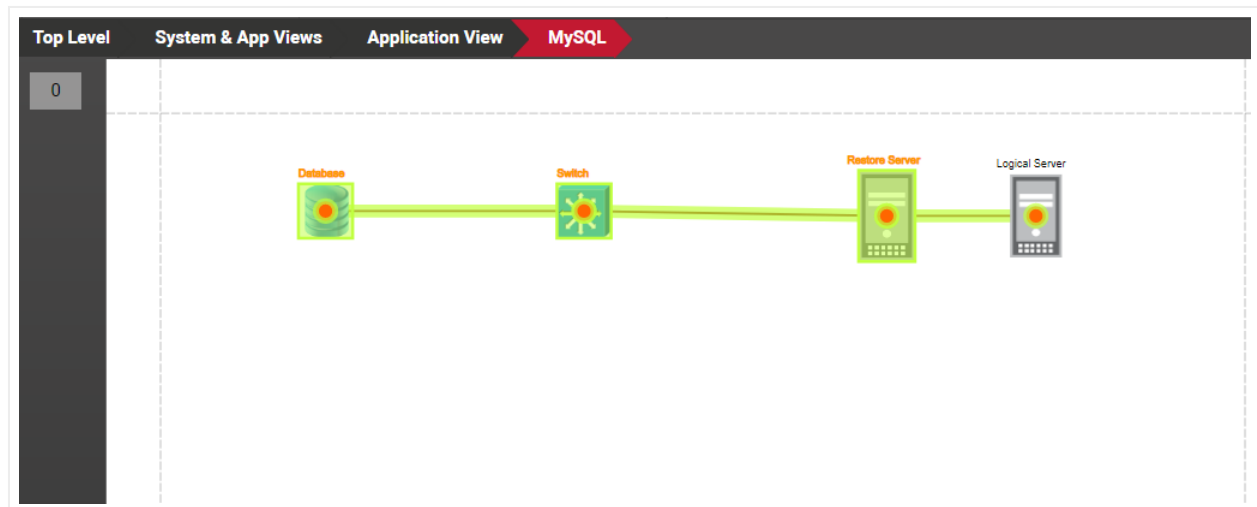 Top Level System & App Views Application View MySQL
0
Database Switch Restore Server Logical Server